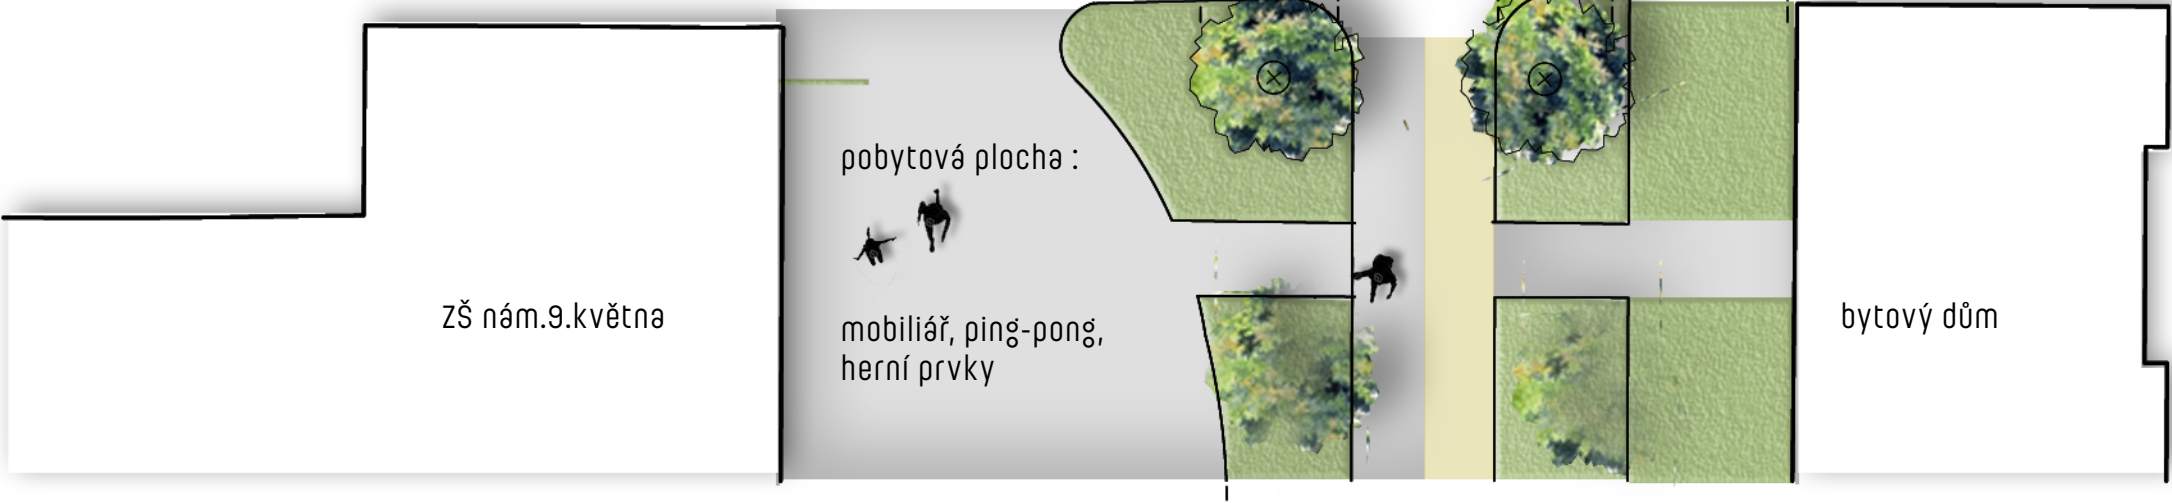 pobytová plocha :
ZŠ nám.9.května
mobiliář, ping-pong,
herní prvky
bytový dům